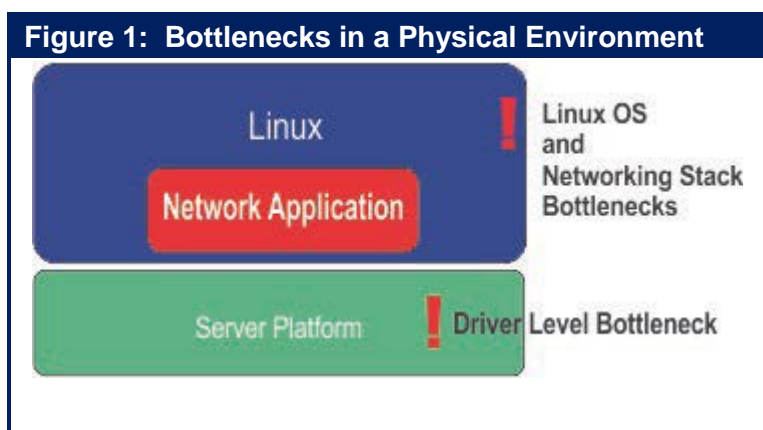 Figure 1: Bottlenecks in a Physical Environment
Linux
Network Application
Linux OS
and
Networking Stack
Bottlenecks
Server Platform
Driver Level Bottleneck